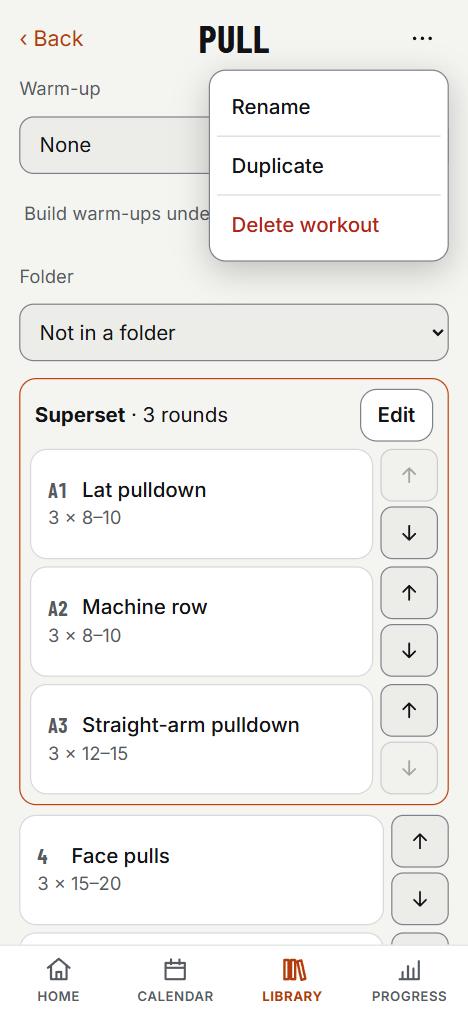 ‹ Back
PULL
...
Warm-up
None
Rename
Duplicate
Delete workout
Build warm-ups unde
Folder
Not in a folder
Superset · 3 rounds
Edit
A1 Lat pulldown
3 × 8–10
↑
↓
A2 Machine row
3 × 8–10
↑
↓
A3 Straight-arm pulldown
3 × 12–15
↑
↓
4 Face pulls
3 × 15–20
↑
↓
HOME
CALENDAR
LIBRARY
PROGRESS